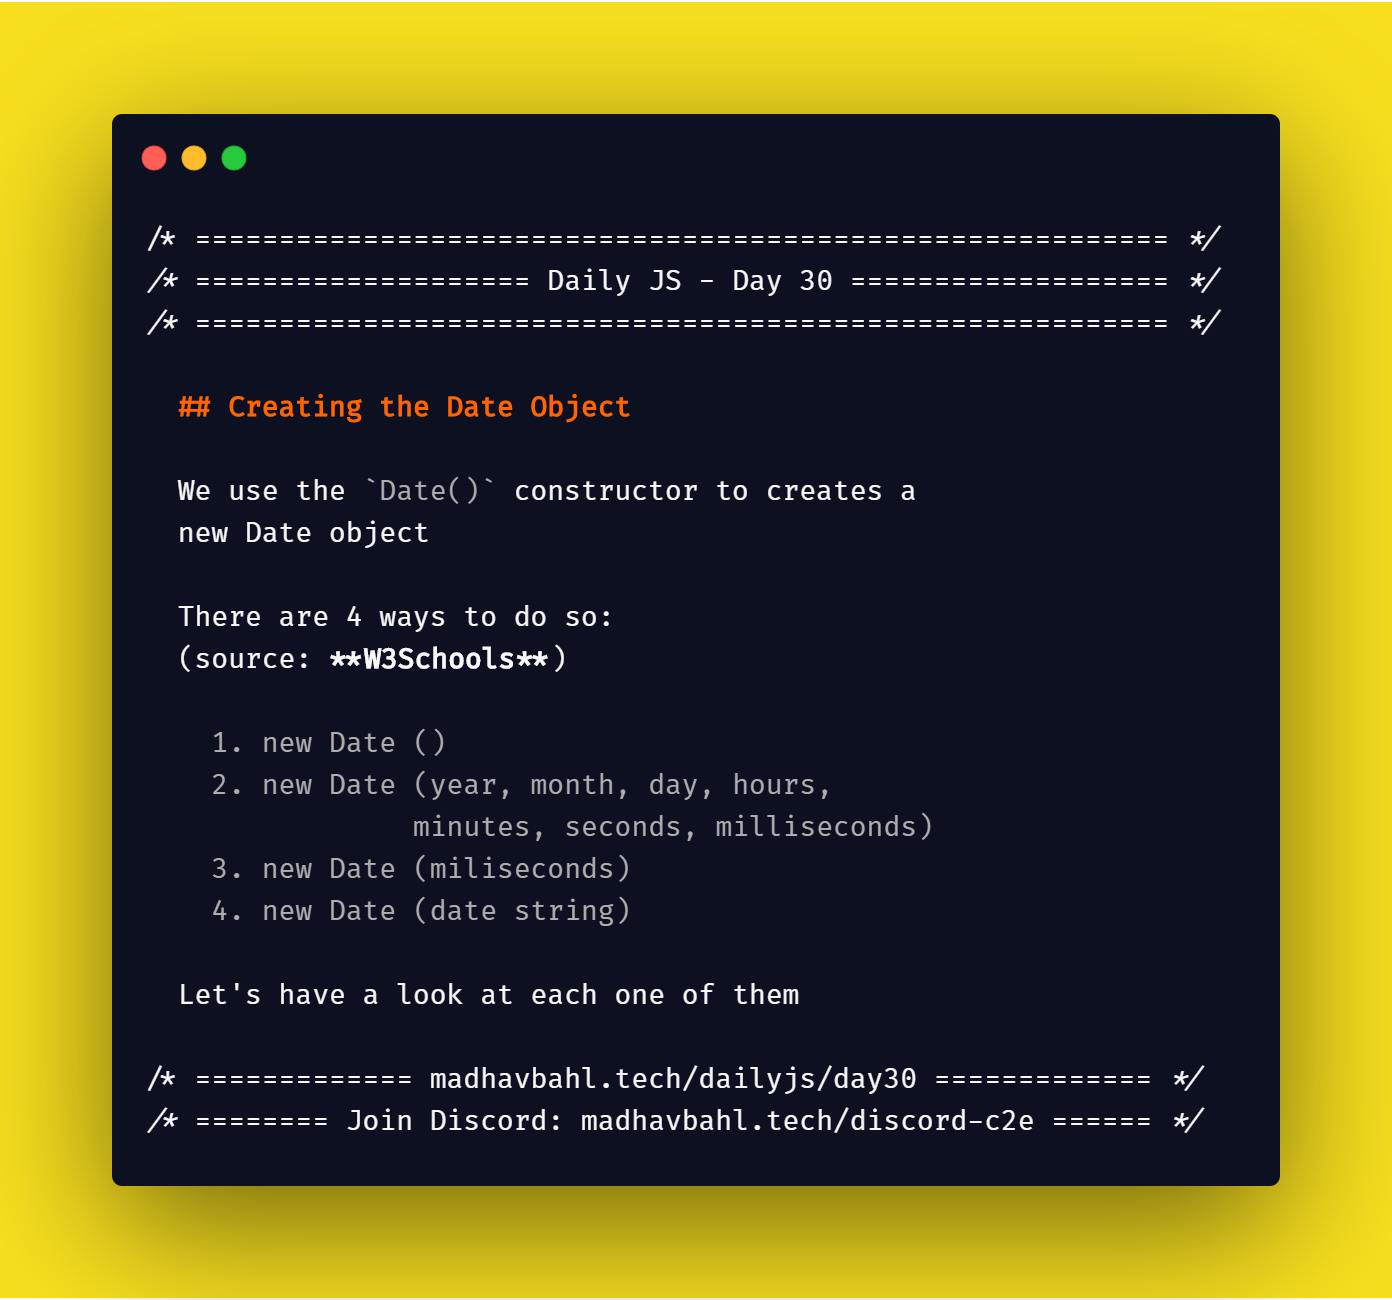 /* ========================================================== */
/* ==================== Daily JS - Day 30 =================== */
/* ========================================================== */
## Creating the Date Object
We use the `Date()` constructor to creates a
new Date object
There are 4 ways to do so:
(source: **W3Schools**)
1. new Date ()
2. new Date (year, month, day, hours,
minutes, seconds, milliseconds)
3. new Date (miliseconds)
4. new Date (date string)
Let's have a look at each one of them
/* ============= madhavbahl.tech/dailyjs/day30 ============= */
/* ======== Join Discord: madhavbahl.tech/discord-c2e ====== */